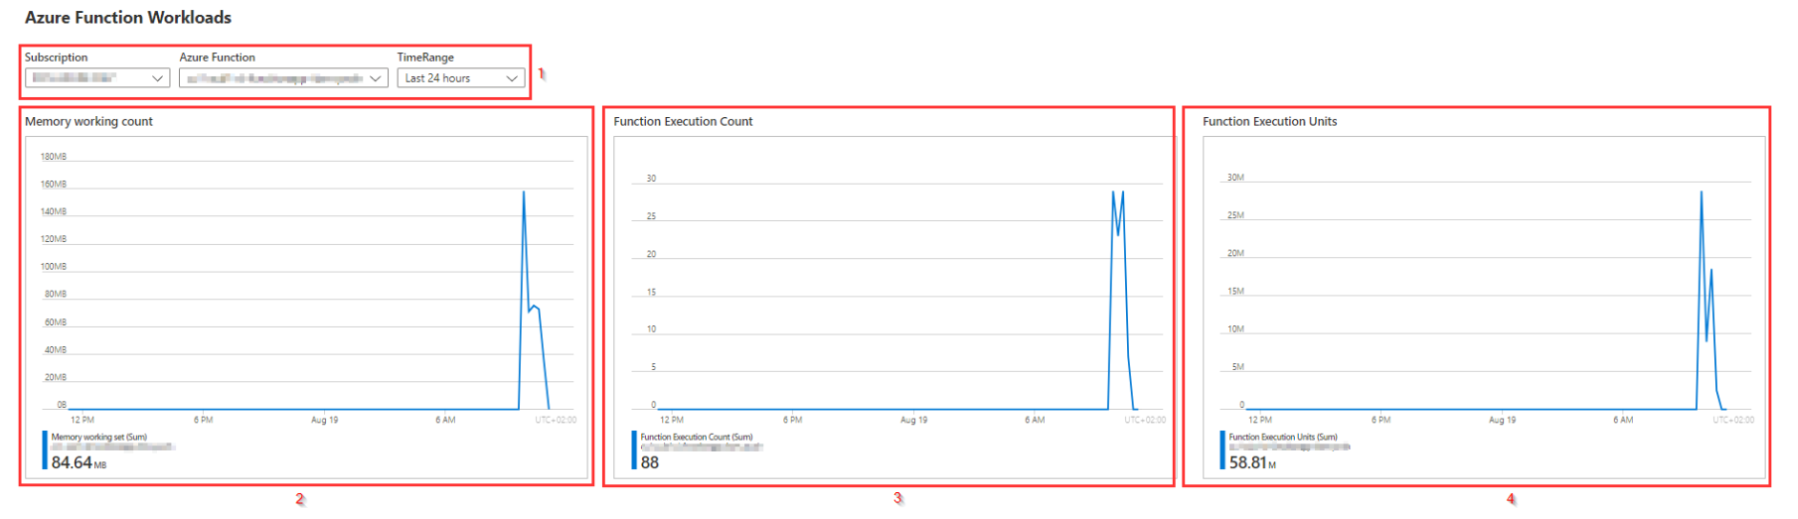 Azure Function Workloads
Subscription
Azure Function
TimeRange
Last 24 hours
1
Memory working count
180MB
160MB
140MB
120MB
100MB
80MB
60MB
40MB
20MB
0B
12 PM
6 PM
Aug 19
6 AM
UTC+02:00
Memory working set (Sum)
84.64 MB
2
Function Execution Count
30
25
20
15
10
5
0
12 PM
6 PM
Aug 19
6 AM
UTC+02:00
Function Execution Count (Sum)
88
3
Function Execution Units
30M
25M
20M
15M
10M
5M
0
12 PM
6 PM
Aug 19
6 AM
UTC+02:00
Function Execution Units (Sum)
58.81 M
4